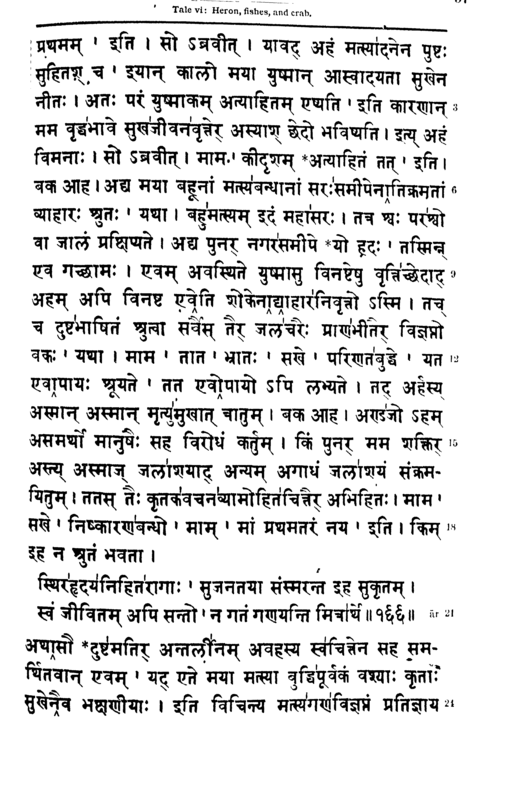 Tale vi: Heron, fishes, and crab.
प्रथमम् ' इति । सो ऽब्रवीत् । यावद् अहं मत्स्यादनेन पुष्टः
सुहितश् च ' इयान् कालो मया युष्मान् आस्वादयता सुखेन
नीतः । अतः परं युष्माकम् अत्याहितम् एष्यति ' इति कारणान् 3
मम वृद्धभावे सुखजीवनवृत्तेर् अस्याश् छेदो भविष्यति । इत्य् अहं
विमनाः । सो ऽब्रवीत् । माम ' कीदृशम् *अत्याहितं तत् ' इति ।
बक आह । अद्य मया बहूनां मत्स्यबन्धानां सरःसमीपेनातिक्रमतां 6
व्याहारः श्रुतः ' यथा । बहुमत्स्यम् इदं महासरः । तच् श्वः परश्वो
वा जालं प्रक्षिप्यते । अद्य पुनर् नगरसमीपे *यो ह्रदः ' तस्मिन्न्
एव गच्छामः । एवम् अवस्थिते युष्मासु विनष्टेषु वृत्तिच्छेदाद् 9
अहम् अपि विनष्ट एवेति शोकेनाद्याहारनिवृत्तो ऽस्मि । तच्
च दुष्टभाषितं श्रुत्वा सर्वैस् तैर् जलचरैः प्राणभीतैर् विज्ञप्तो
बकः ' यथा । माम ' तात ' भ्रातः ' सखे ' परिणतबुद्धे ' यत 12
एवापायः श्रूयते ' तत एवोपायो ऽपि लभ्यते । तद् अर्हस्य्
अस्मान् अस्मान् मृत्युमुखात् त्रातुम् । बक आह । अण्डजो ऽहम्
असमर्थो मानुषैः सह विरोधं कर्तुम् । किं पुनर् मम शक्तिर् 15
अस्त्य् अस्माज् जलाशयाद् अन्यम् अगाधं जलाशयं संक्रम-
यितुम् । ततस् तैः कृतकवचनव्यामोहितचित्तैर् अभिहितः । माम '
सखे ' निष्कारणबन्धो ' माम् ' मां प्रथमतरं नय ' इति । किम् 18
इह न श्रुतं भवता ।
स्थिरहृदयनिहितरागाः ' सुजनतया संस्मरन्त इह सुकृतम् ।
स्वं जीवितम् अपि सन्तो ' न गतं गणयन्ति मित्रार्थे ॥ १६६ ॥ ār 21
अथासौ *दुष्टमतिर् अन्तर्लीनम् अवहस्य स्वचित्तेन सह सम-
र्थितवान् एवम् ' यद् एते मया मत्स्या बुद्धिपूर्वकं वश्याः कृताः
सुखेनैव भक्षणीयाः । इति विचिन्त्य मत्स्यगणविज्ञप्तं प्रतिज्ञाय 24